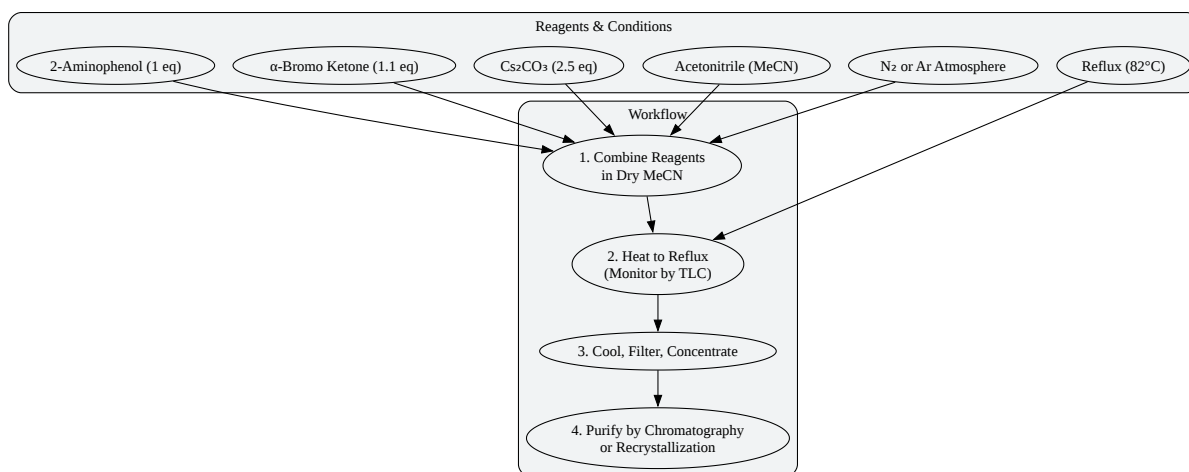 Reagents & Conditions
2-Aminophenol (1 eq)
α-Bromo Ketone (1.1 eq)
Cs₂CO₃ (2.5 eq)
Acetonitrile (MeCN)
N₂ or Ar Atmosphere
Reflux (82°C)
Workflow
1. Combine Reagents
in Dry MeCN
2. Heat to Reflux
(Monitor by TLC)
3. Cool, Filter, Concentrate
4. Purify by Chromatography
or Recrystallization